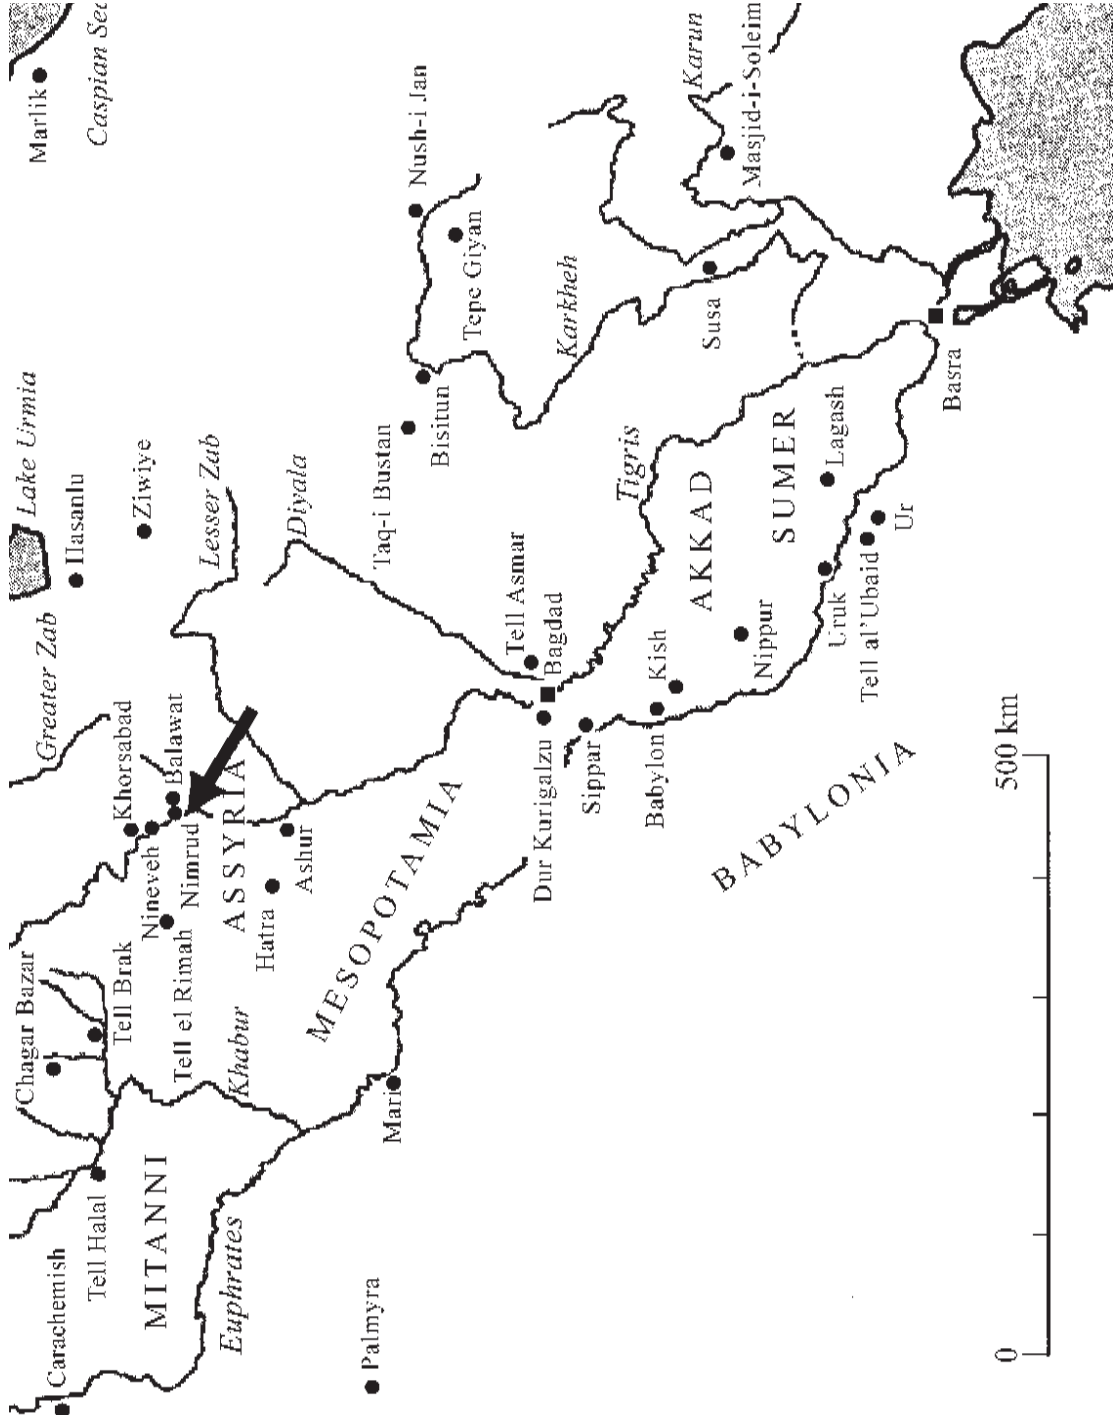 Marlik
Caspian Sea
Lake Urmia
Hasanlu
Ziwiye
Greater Zab
Lesser Zab
Khorsabad
Balawat
Nineveh
Nimrud
Chagar Bazar
Tell Brak
Tell el Rimah
Tell Halal
Carachemish
MITANNI
ASSYRIA
Khabur
Hatra
Ashur
Euphrates
Palmyra
Mari
MESOPOTAMIA
Diyala
Taq-i Bustan
Bisitun
Nush-i Jan
Tepe Giyan
Karkheh
Karun
Masjid-i-Soleim
Susa
Tell Asmar
Bagdad
Dur Kurigalzu
Sippar
Tigris
AKKAD
SUMER
Kish
Babylon
Nippur
Uruk
Tell al'Ubaid
Ur
Lagash
Basra
BABYLONIA
0
500 km